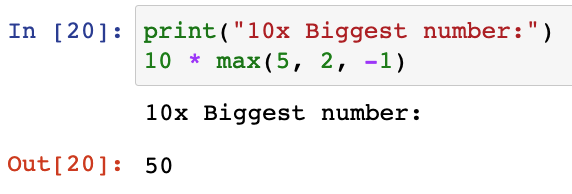 In [20]: print("10x Biggest number:")
10 * max(5, 2, -1)
10x Biggest number:
Out[20]: 50